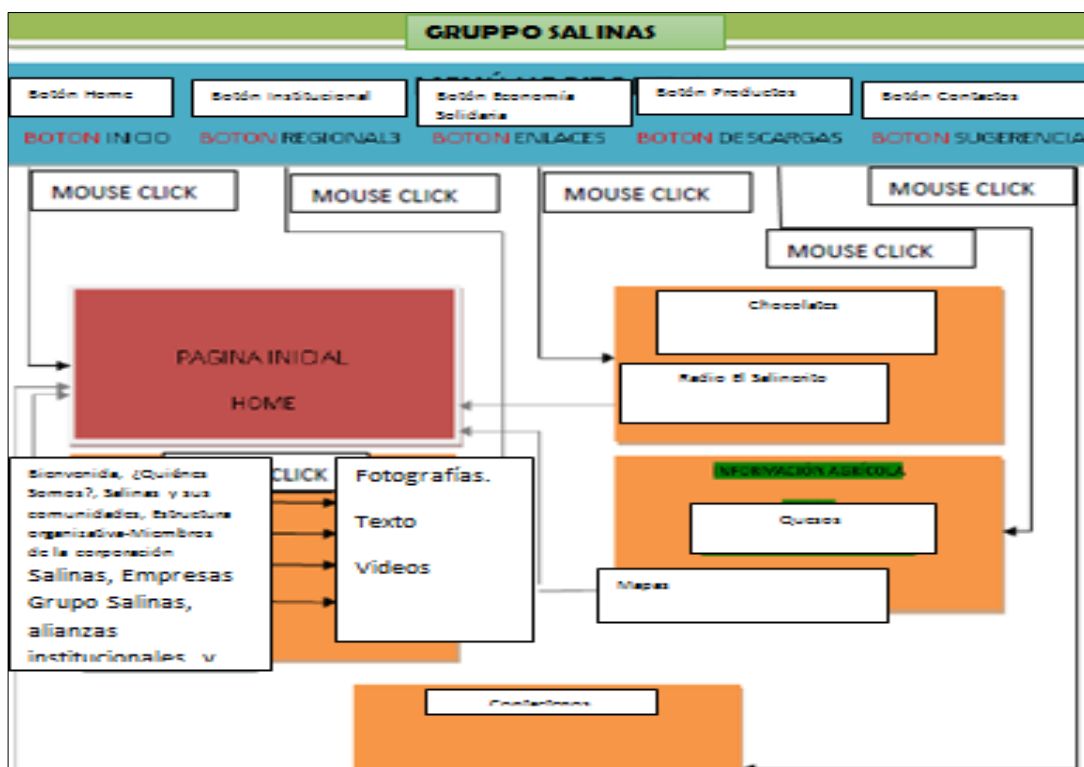 GRUPPO SALINAS
Botón Home
Botón Institucional
Botón Economía
Solidaria
Botón Productos
Botón Contactos
BOTON INICIO
BOTON REGIONAL3
BOTON ENLACES
BOTON DESCARGAS
BOTON SUGERENCIA
MOUSE CLICK
MOUSE CLICK
MOUSE CLICK
MOUSE CLICK
MOUSE CLICK
PAGINA INICIAL
HOME
Chocolates
Radio El Salinerito
Bienvenida, ¿Quiénes
Somos?, Salinas y sus
comunidades, Estructura
organizativa-Miembros
de la corporación
Salinas, Empresas
Grupo Salinas,
alianzas
institucionales y
CLICK
Fotografías.
Texto
Videos
INFORMACIÓN AGRÍCOLA
Quesos
Mapas